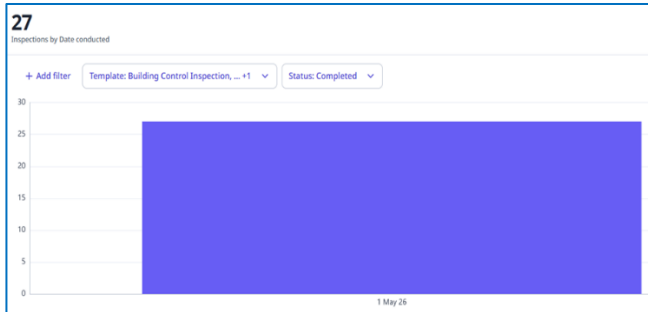 27
Inspections by Date conducted
+ Add filter
Template: Building Control Inspection, ... +1
Status: Completed
30
25
20
15
10
5
0
1 May 26